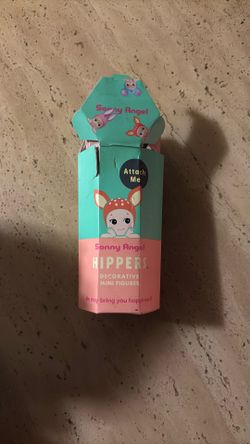 Sonny Angel
Attach
Me
Sonny Angel
HIPPERS
DECORATIVE
MINI FIGURES
may bring you happiness